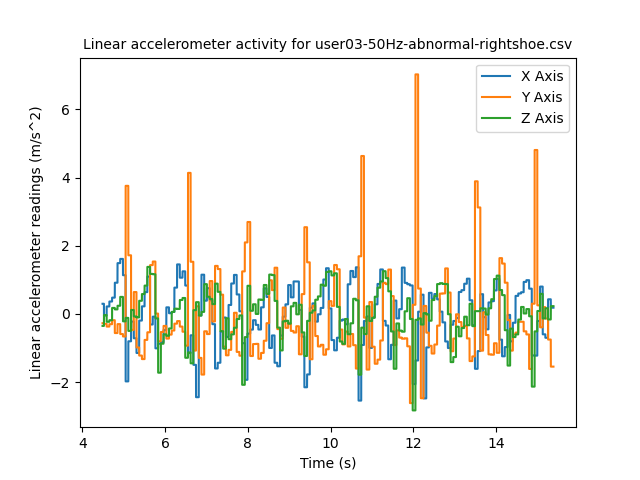 Linear accelerometer activity for user03-50Hz-abnormal-rightshoe.csv
X Axis
Y Axis
Z Axis
Linear accelerometer readings (m/s^2)
6
4
2
0
−2
4
6
8
10
12
14
Time (s)